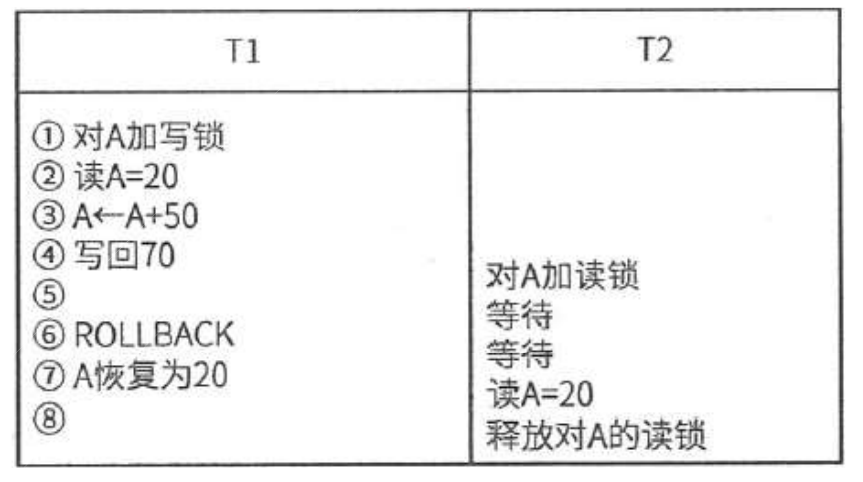 T1
T2
① 对A加写锁
② 读A=20
③ A←A+50
④ 写回70
⑤
⑥ ROLLBACK
⑦ A恢复为20
⑧
对A加读锁
等待
等待
读A=20
释放对A的读锁